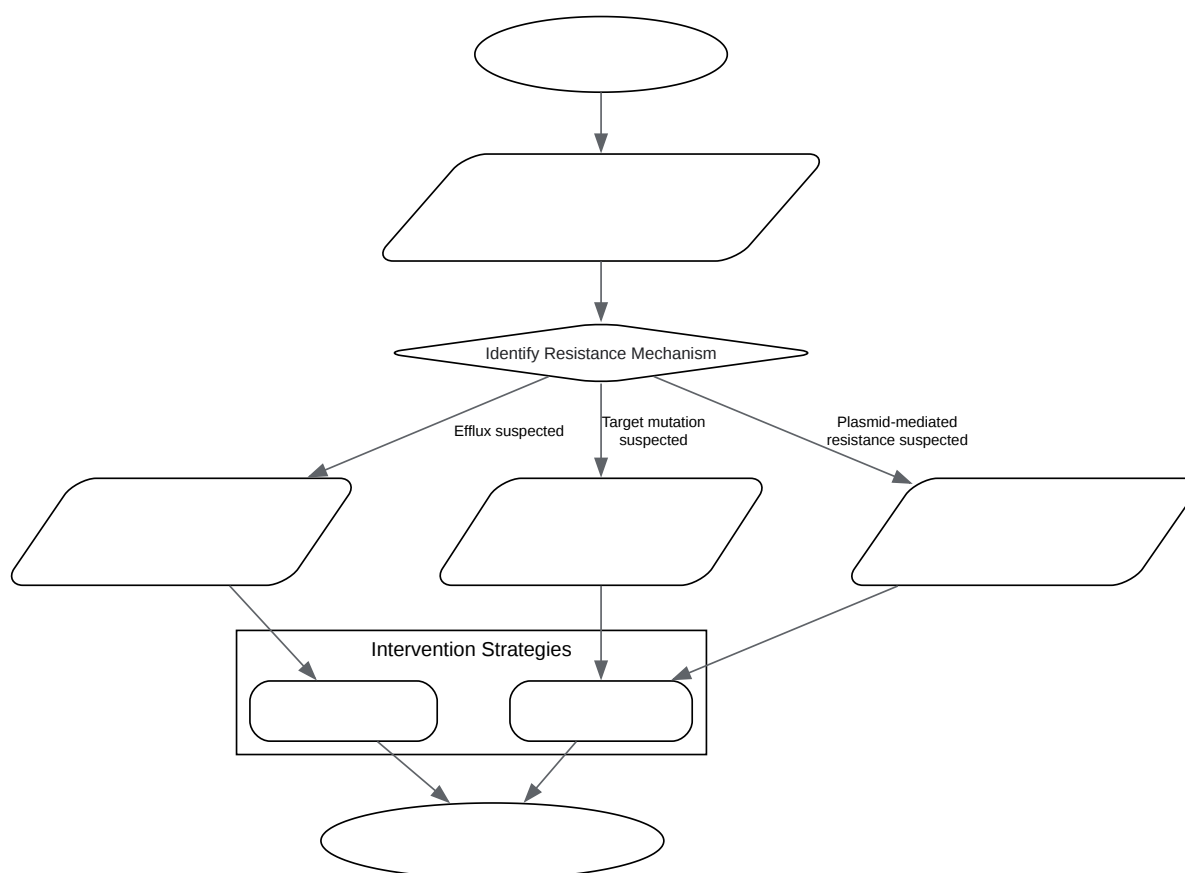 Identify Resistance Mechanism
Efflux suspected
Target mutation
suspected
Plasmid-mediated
resistance suspected
Intervention Strategies